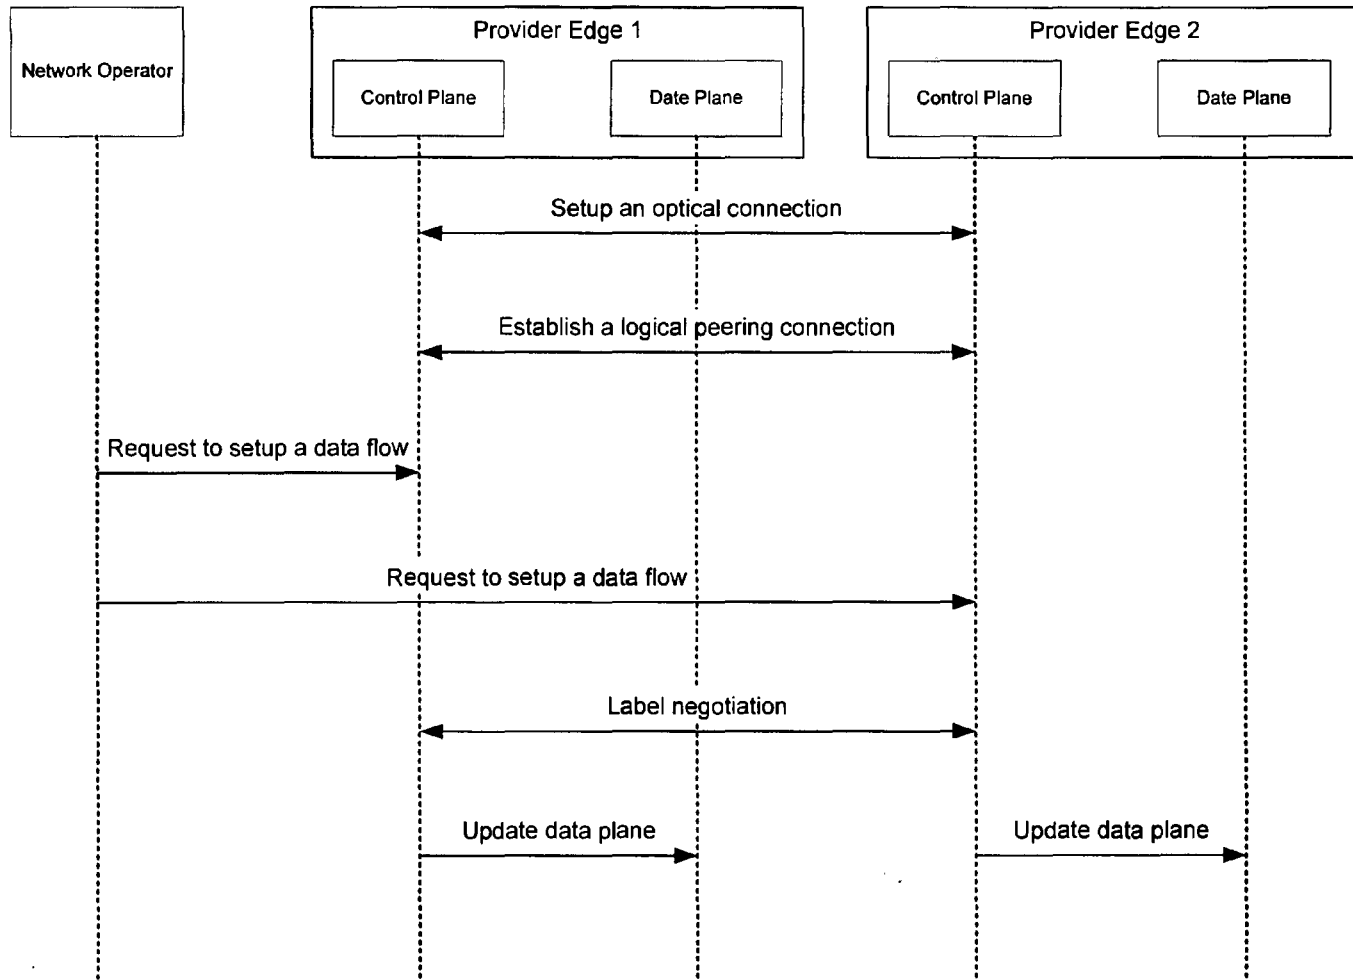 Network Operator
Provider Edge 1
Control Plane
Date Plane
Provider Edge 2
Control Plane
Date Plane
Setup an optical connection
Establish a logical peering connection
Request to setup a data flow
Request to setup a data flow
Label negotiation
Update data plane
Update data plane